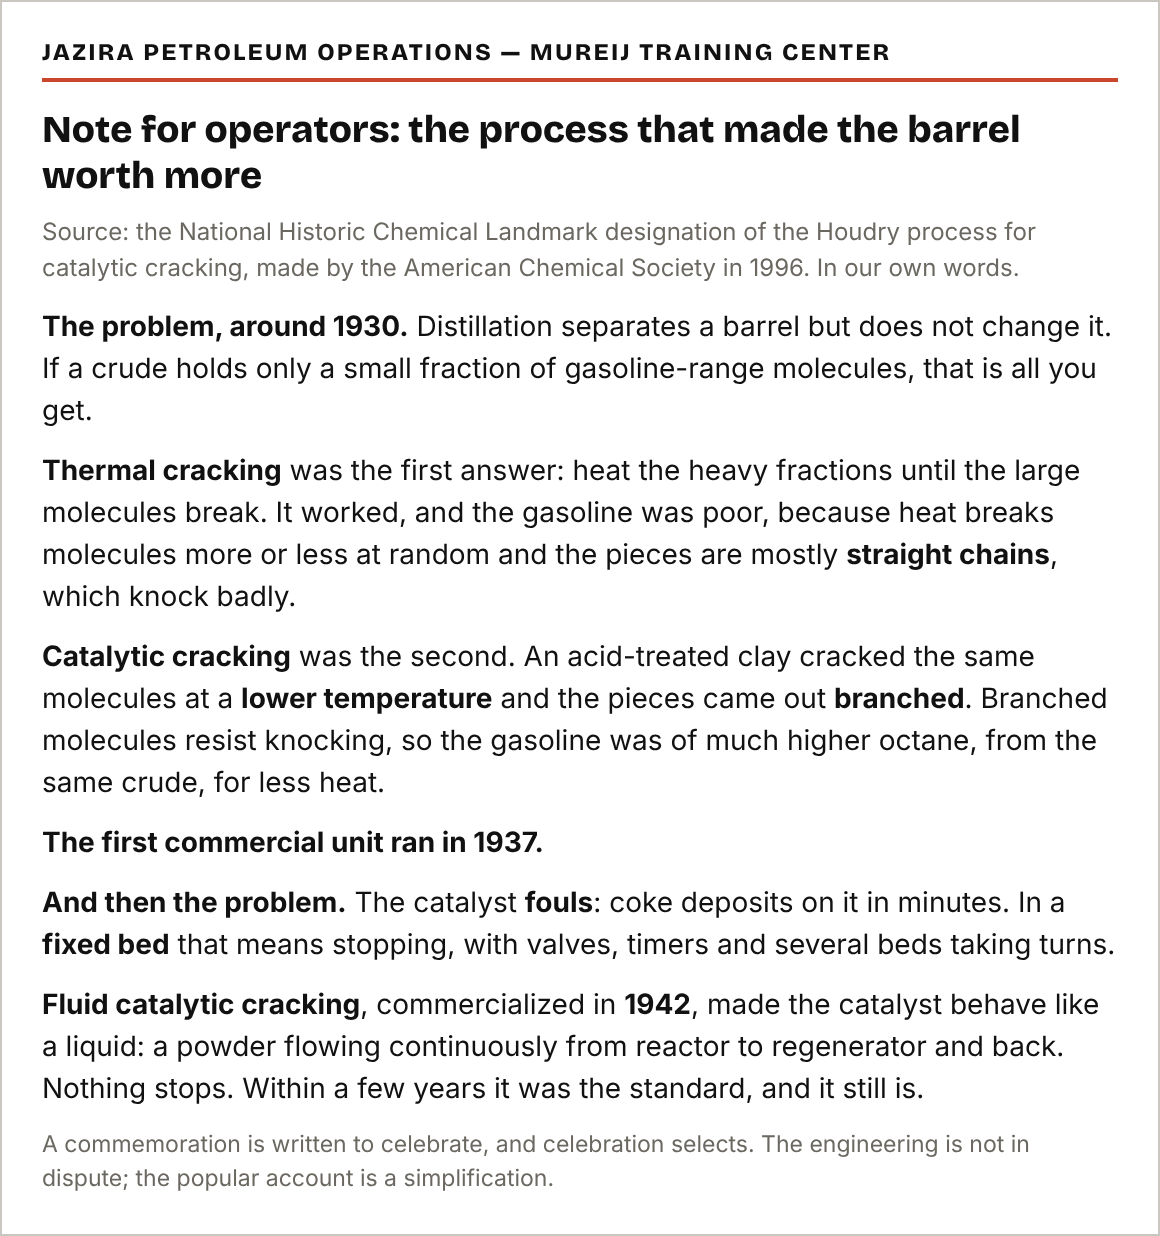 JAZIRA PETROLEUM OPERATIONS — MUREIJ TRAINING CENTER
Note for operators: the process that made the barrel
worth more
Source: the National Historic Chemical Landmark designation of the Houdry process for
catalytic cracking, made by the American Chemical Society in 1996. In our own words.
The problem, around 1930. Distillation separates a barrel but does not change it.
If a crude holds only a small fraction of gasoline-range molecules, that is all you
get.
Thermal cracking was the first answer: heat the heavy fractions until the large
molecules break. It worked, and the gasoline was poor, because heat breaks
molecules more or less at random and the pieces are mostly straight chains,
which knock badly.
Catalytic cracking was the second. An acid-treated clay cracked the same
molecules at a lower temperature and the pieces came out branched. Branched
molecules resist knocking, so the gasoline was of much higher octane, from the
same crude, for less heat.
The first commercial unit ran in 1937.
And then the problem. The catalyst fouls: coke deposits on it in minutes. In a
fixed bed that means stopping, with valves, timers and several beds taking turns.
Fluid catalytic cracking, commercialized in 1942, made the catalyst behave like
a liquid: a powder flowing continuously from reactor to regenerator and back.
Nothing stops. Within a few years it was the standard, and it still is.
A commemoration is written to celebrate, and celebration selects. The engineering is not in
dispute; the popular account is a simplification.